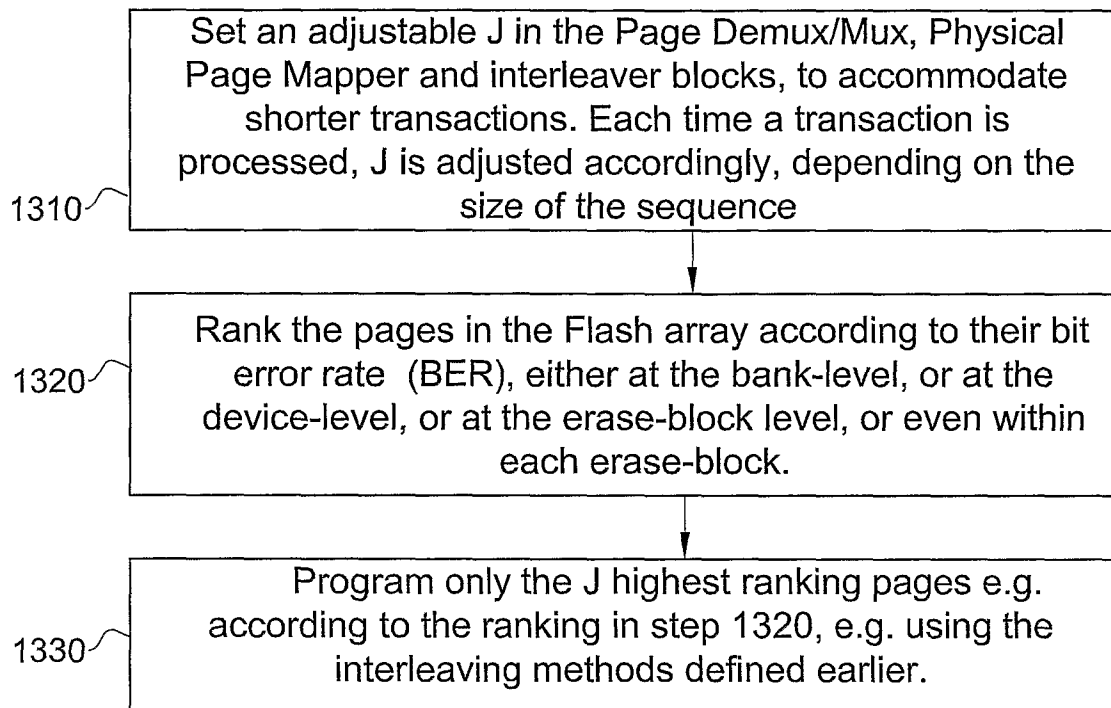 Set an adjustable J in the Page Demux/Mux, Physical
Page Mapper and interleaver blocks, to accommodate
shorter transactions. Each time a transaction is
processed, J is adjusted accordingly, depending on the
size of the sequence
1310
Rank the pages in the Flash array according to their bit
error rate (BER), either at the bank-level, or at the
device-level, or at the erase-block level, or even within
each erase-block.
1320
Program only the J highest ranking pages e.g.
according to the ranking in step 1320, e.g. using the
interleaving methods defined earlier.
1330